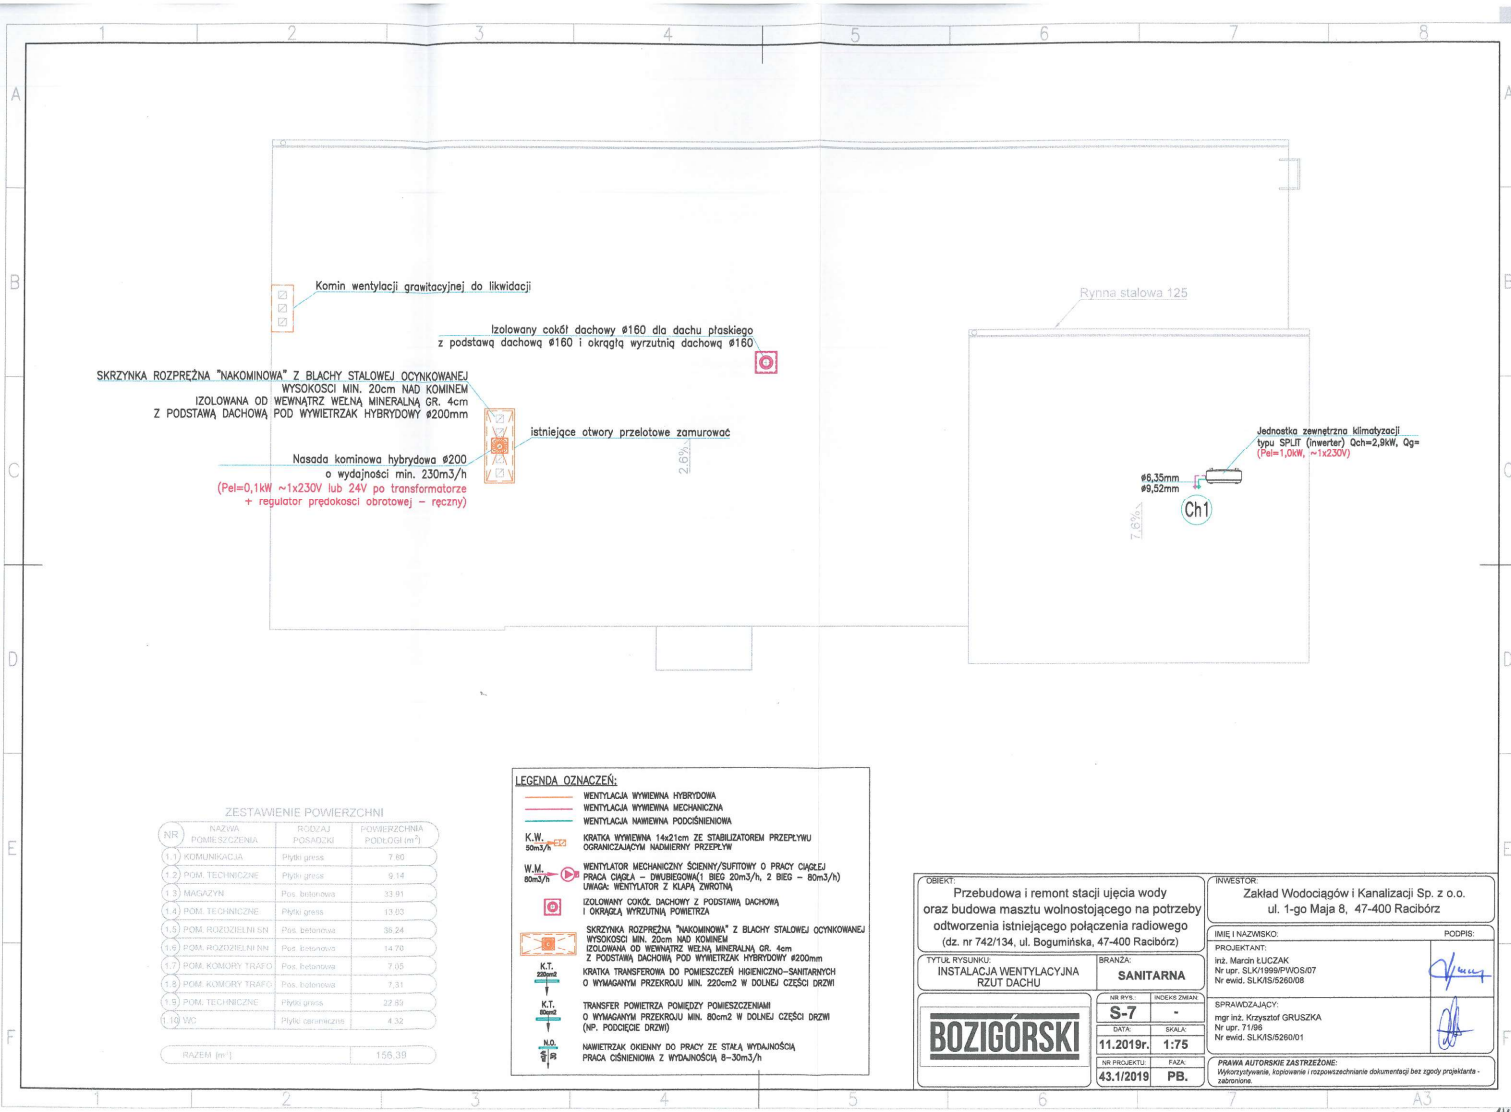 1 2 3 4 5 6 7 8
A
B
C
D
E
F
Komin wentylacji grawitacyjnej do likwidacji
Rynna stalowa 125
Izolowany cokół dachowy ø160 dla dachu płaskiego
z podstawą dachową ø160 i okrągłą wyrzutnią dachową ø160
SKRZYNKA ROZPRĘŻNA "NAKOMINOWA" Z BLACHY STALOWEJ OCYNKOWANEJ
WYSOKOSCI MIN. 20cm NAD KOMINEM
IZOLOWANA OD WEWNĄTRZ WEŁNĄ MINERALNĄ GR. 4cm
Z PODSTAWĄ DACHOWĄ POD WYWIETRZAK HYBRYDOWY ø200mm
istniejące otwory przelotowe zamurować
2,6%
Nasada kominowa hybrydowa ø200
o wydajności min. 230m3/h
(Pel=0,1kW ~1x230V lub 24V po transformatorze
+ regulator prędkosci obrotowej – ręczny)
Jednostka zewnętrzna klimatyzacji
typu SPLIT (inwerter) Qch=2,9kW, Qg=
(Pel=1,0kW, ~1x230V)
ø6,35mm
ø9,52mm
Ch1
7,6%
ZESTAWIENIE POWIERZCHNI
NR NAZWA POMIESZCZENIA RODZAJ POSADZKI POWIERZCHNIA PODŁOGI [m²]
1.1 KOMUNIKACJA Płytki gress 7.60
1.2 POM. TECHNICZNE Płytki gress 9.14
1.3 MAGAZYN Pos. betonowa 33.91
1.4 POM. TECHNICZNE Płytki gress 13.03
1.5 POM. ROZDZIELNI SN Pos. betonowa 35.24
1.6 POM. ROZDZIELNI NN Pos. betonowa 14.70
1.7 POM. KOMORY TRAFO Pos. betonowa 7.05
1.8 POM. KOMORY TRAFO Pos. betonowa 7.31
1.9 POM. TECHNICZNE Płytki gress
1.10 WC Płytki ceramiczne 4.32
RAZEM [m²] 156,39
LEGENDA OZNACZEŃ:
WENTYLACJA WYWIEWNA HYBRYDOWA
WENTYLACJA WYWIEWNA MECHANICZNA
WENTYLACJA NAWIEWNA PODCIŚNIENIOWA
K.W.
50m3/h
KRATKA WYWIEWNA 14x21cm ZE STABILIZATOREM PRZEPŁYWU
OGRANICZAJĄCYM NADMIERNY PRZEPŁYW
W.M.
80m3/h
WENTYLATOR MECHANICZNY ŚCIENNY/SUFITOWY O PRACY CIĄGŁEJ
PRACA CIĄGŁA – DWUBIEGOWA(1 BIEG 20m3/h, 2 BIEG – 80m3/h)
UWAGA: WENTYLATOR Z KLAPĄ ZWROTNĄ
IZOLOWANY COKÓŁ DACHOWY Z PODSTAWĄ DACHOWĄ
I OKRĄGŁĄ WYRZUTNIĄ POWIETRZA
SKRZYNKA ROZPRĘŻNA "NAKOMINOWA" Z BLACHY STALOWEJ OCYNKOWANEJ
WYSOKOSCI MIN. 20cm NAD KOMINEM
IZOLOWANA OD WEWNĄTRZ WEŁNĄ MINERALNĄ GR. 4cm
Z PODSTAWĄ DACHOWĄ POD WYWIETRZAK HYBRYDOWY ø200mm
K.T.
220cm2
KRATKA TRANSFEROWA DO POMIESZCZEŃ HIGIENICZNO–SANITARNYCH
O WYMAGANYM PRZEKROJU MIN. 220cm2 W DOLNEJ CZĘŚCI DRZWI
K.T.
80cm2
TRANSFER POWIETRZA POMIĘDZY POMIESZCZENIAMI
O WYMAGANYM PRZEKROJU MIN. 80cm2 W DOLNEJ CZĘŚCI DRZWI
(NP. PODCIĘCIE DRZWI)
N.O.
NAWIETRZAK OKIENNY DO PRACY ZE STAŁĄ WYDAJNOŚCIĄ
PRACA CIŚNIENIOWA Z WYDAJNOŚCIĄ 8–30m3/h
OBIEKT:
Przebudowa i remont stacji ujęcia wody
oraz budowa masztu wolnostojącego na potrzeby
odtworzenia istniejącego połączenia radiowego
(dz. nr 742/134, ul. Bogumińska, 47-400 Racibórz)
INWESTOR:
Zakład Wodociągów i Kanalizacji Sp. z o.o.
ul. 1-go Maja 8, 47-400 Racibórz
TYTUŁ RYSUNKU:
INSTALACJA WENTYLACYJNA
RZUT DACHU
BRANŻA:
SANITARNA
BOZIGÓRSKI
NR RYS.: INDEKS ZMIAN:
S-7 -
DATA: SKALA:
11.2019r. 1:75
NR PROJEKTU: FAZA:
43.1/2019 PB.
IMIĘ I NAZWISKO: PODPIS:
PROJEKTANT:
inż. Marcin ŁUCZAK
Nr upr. SLK/1999/PWOS/07
Nr ewid. SLK/IS/5260/08
SPRAWDZAJĄCY:
mgr inż. Krzysztof GRUSZKA
Nr upr. 71/96
Nr ewid. SLK/IS/5260/01
PRAWA AUTORSKIE ZASTRZEŻONE:
Wykorzystywanie, kopiowanie i rozpowszechnianie dokumentacji bez zgody projektanta -
zabronione.
1 2 3 4 5 6 7 A3